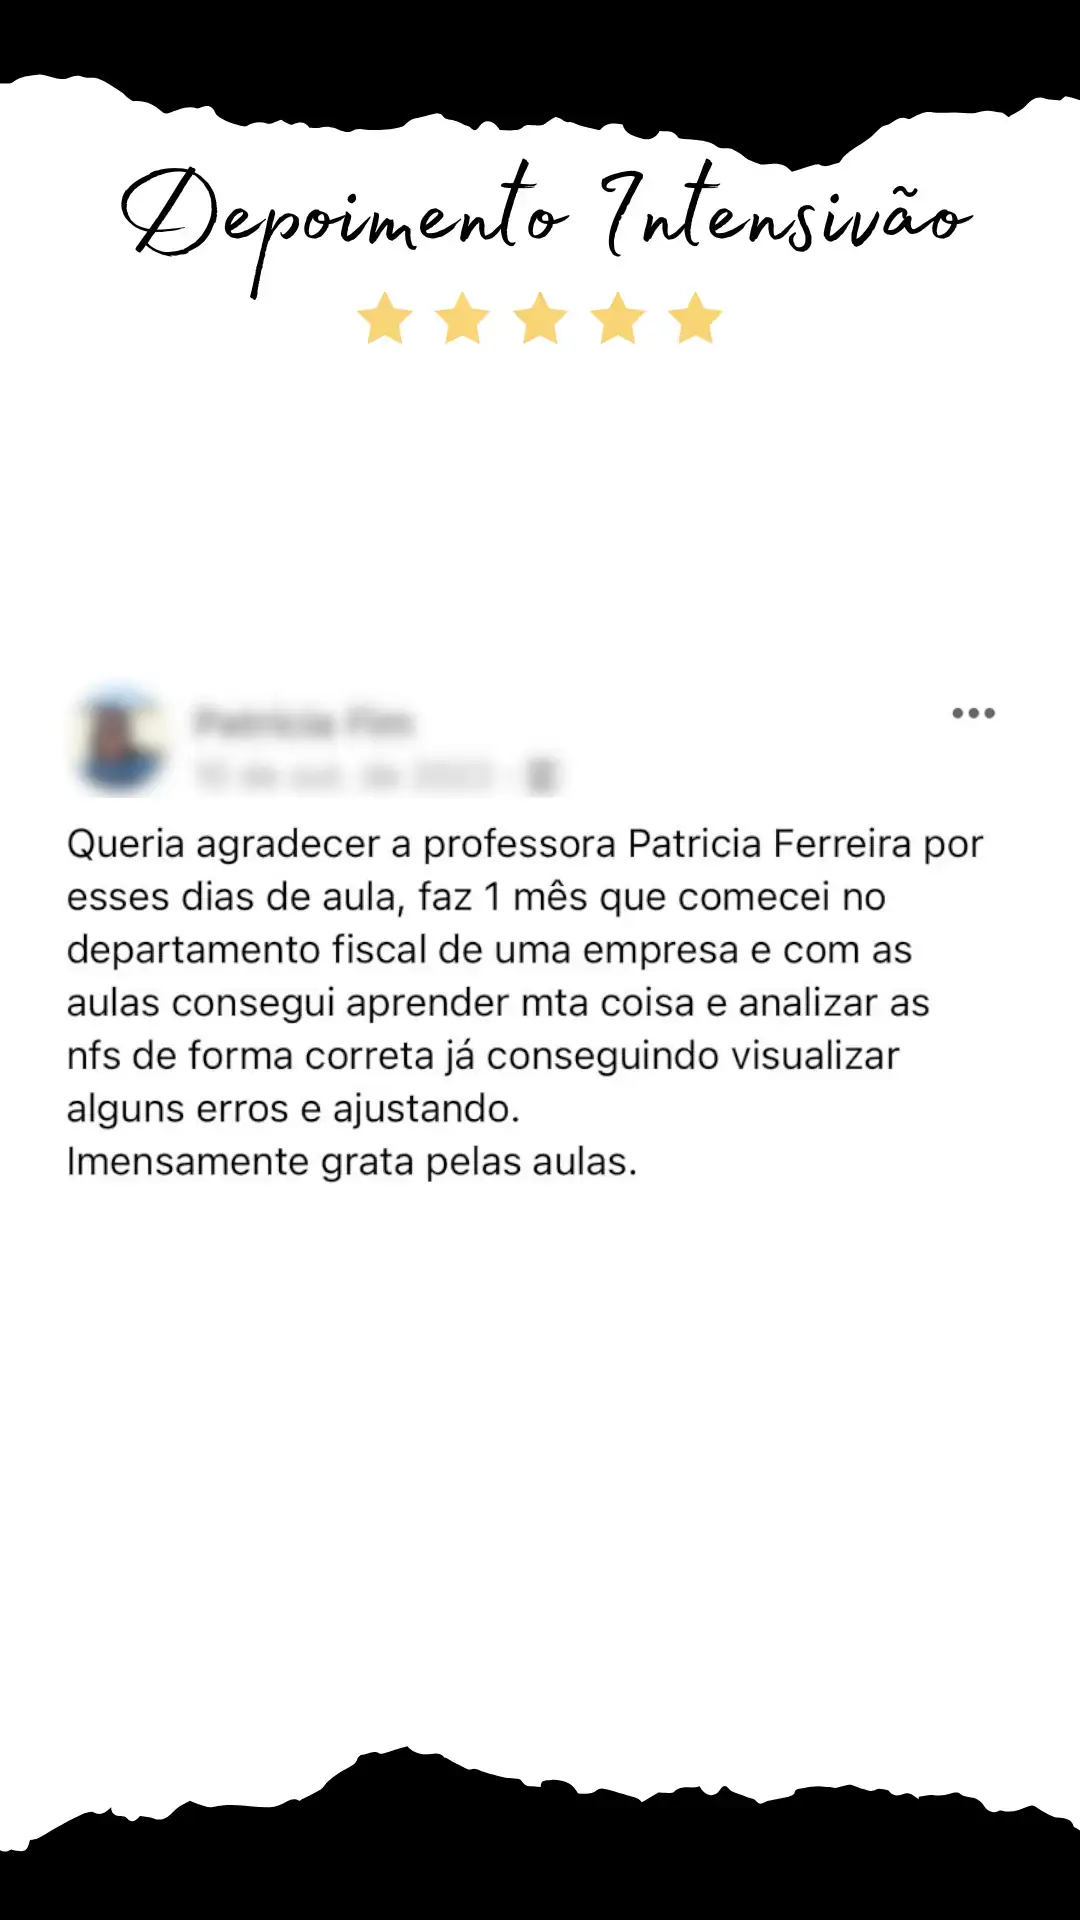 Depoimento Intensivão
Queria agradecer a professora Patricia Ferreira por
esses dias de aula, faz 1 mês que comecei no
departamento fiscal de uma empresa e com as
aulas consegui aprender mta coisa e analizar as
nfs de forma correta já conseguindo visualizar
alguns erros e ajustando.
Imensamente grata pelas aulas.